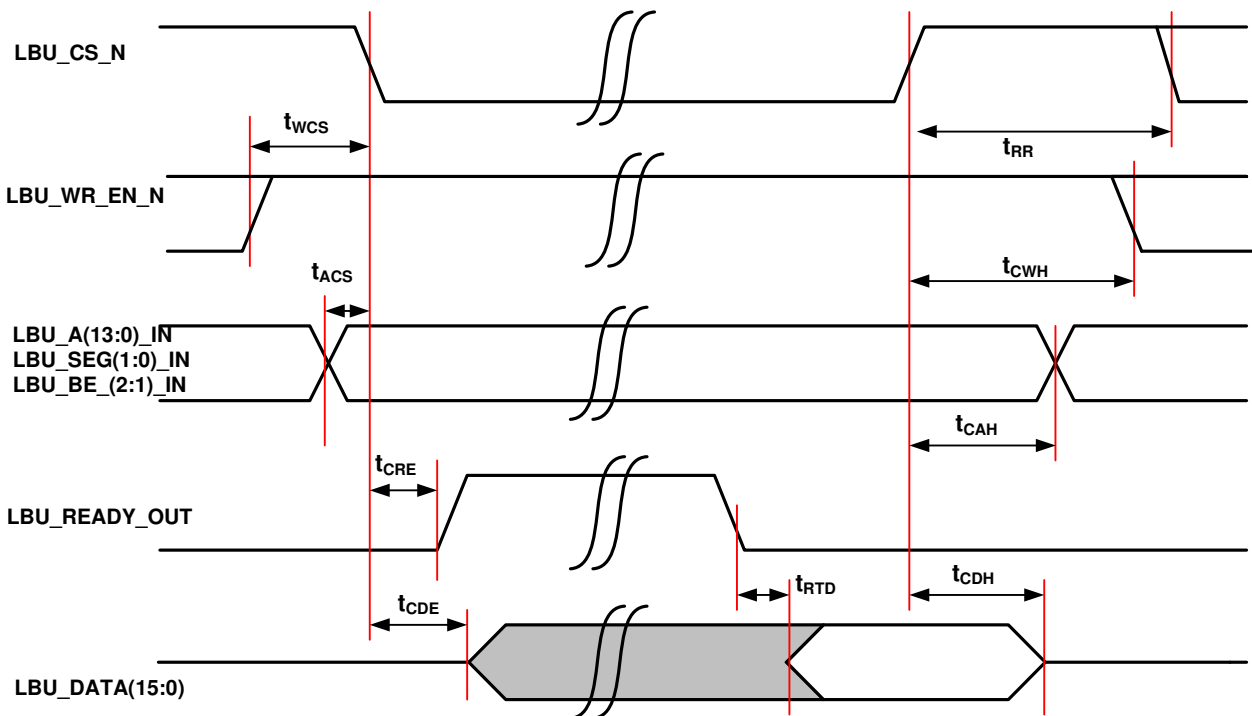 LBU_CS_N
tWCS
tRR
LBU_WR_EN_N
tACS
tCWH
LBU_A(13:0)_IN
LBU_SEG(1:0)_IN
LBU_BE_(2:1)_IN
tCAH
tCRE
LBU_READY_OUT
tRTD
tCDH
tCDE
LBU_DATA(15:0)